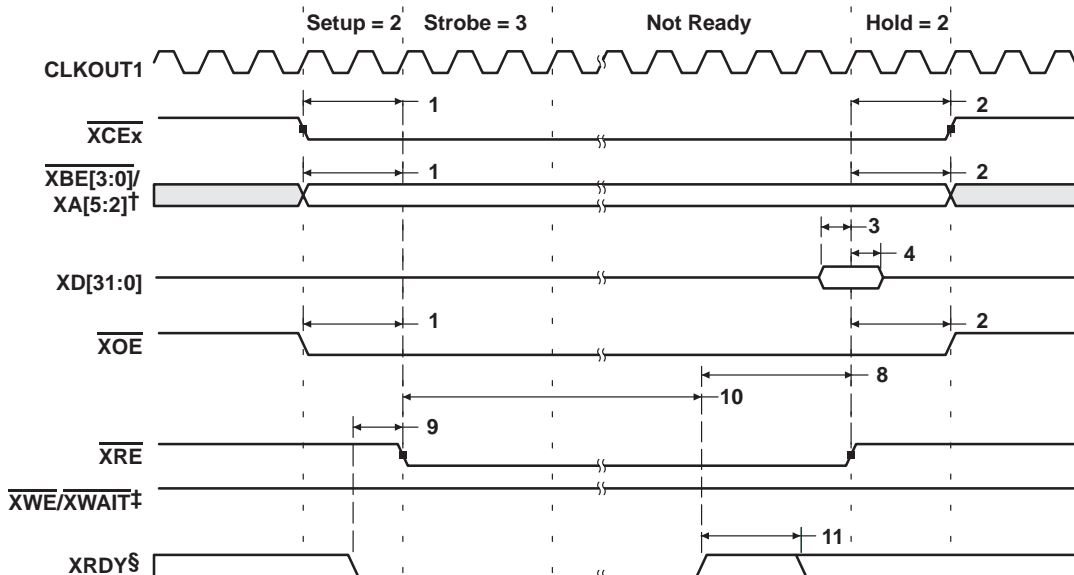 Setup = 2 Strobe = 3 Not Ready Hold = 2
CLKOUT1
1 2
XCEx
XBE[3:0]/
1 2
XA[5:2]†
3
4
XD[31:0]
1 2
XOE
8
10
9
XRE
XWE/XWAIT‡
11
XRDY§